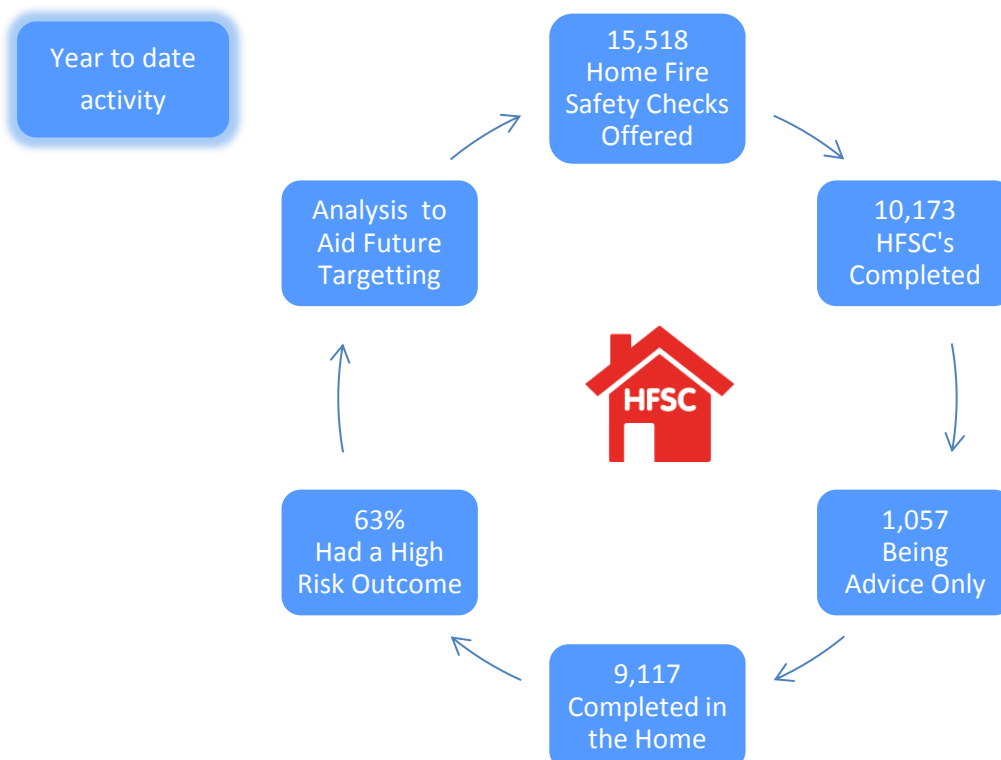 Year to date
activity
15,518
Home Fire
Safety Checks
Offered
10,173
HFSC's
Completed
1,057
Being
Advice Only
9,117
Completed in
the Home
63%
Had a High
Risk Outcome
Analysis to
Aid Future
Targetting
HFSC